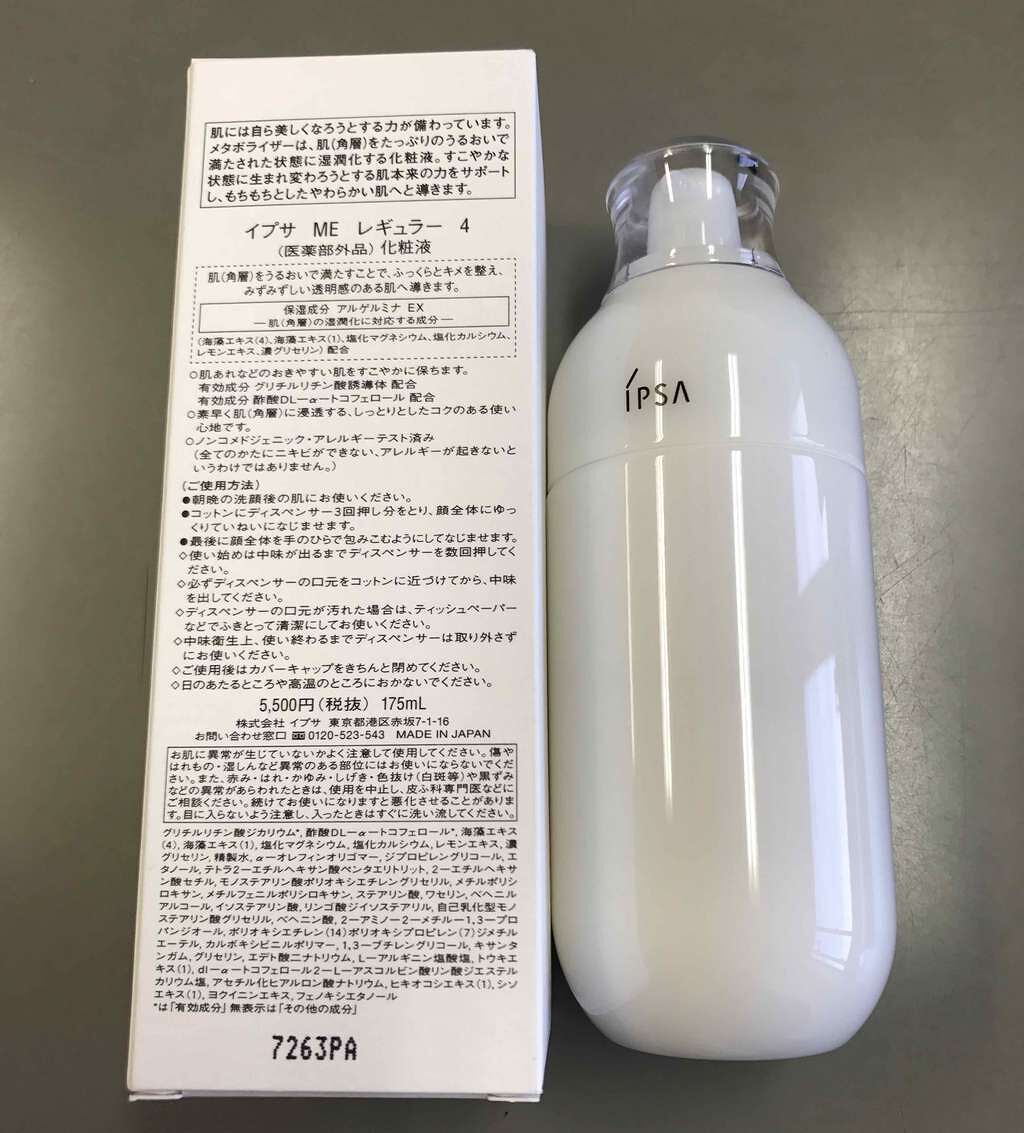 肌には自ら美しくなろうとする力が備わっています。
メタボライザーは、肌(角層)をたっぷりのうるおいで
満たされた状態に湿潤化する化粧液。すこやかな
状態に生まれ変わろうとする肌本来の力をサポート
し、もちもちとしたやわらかい肌へと導きます。
イプサ ME レギュラー 4
(医薬部外品) 化粧液
肌(角層)をうるおいで満たすことで、ふっくらとキメを整え、
みずみずしい透明感のある肌へ導きます。
保湿成分 アルゲルミナ EX
—肌(角層)の湿潤化に対応する成分—
(海藻エキス(4)、海藻エキス(1)、塩化マグネシウム、塩化カルシウム、
レモンエキス、濃グリセリン) 配合
○肌あれなどのおきやすい肌をすこやかに保ちます。
有効成分 グリチルリチン酸誘導体 配合
有効成分 酢酸DL－α－トコフェロール 配合
○素早く肌(角層)に浸透する、しっとりとしたコクのある使い
心地です。
○ノンコメドジェニック・アレルギーテスト済み
(全てのかたにニキビができない、アレルギーが起きないと
いうわけではありません。)
(ご使用方法)
●朝晩の洗顔後の肌にお使いください。
●コットンにディスペンサー3回押し分をとり、顔全体にゆっ
くりていねいになじませます。
●最後に顔全体を手のひらで包みこむようにしてなじませます。
◇使い始めは中味が出るまでディスペンサーを数回押してく
ださい。
◇必ずディスペンサーの口元をコットンに近づけてから、中味
を出してください。
◇ディスペンサーの口元が汚れた場合は、ティッシュペーパー
などでふきとって清潔にしてお使いください。
◇中味衛生上、使い終わるまでディスペンサーは取り外さず
にお使いください。
◇ご使用後はカバーキャップをきちんと閉めてください。
◇日のあたるところや高温のところにおかないでください。
5,500円(税抜) 175mL
株式会社 イプサ 東京都港区赤坂7-1-16
お問い合わせ窓口 0120-523-543 MADE IN JAPAN
お肌に異常が生じていないかよく注意して使用してください。傷や
はれもの・湿しんなど異常のある部位にはお使いにならないでくだ
さい。また、赤み・はれ・かゆみ・しげき・色抜け(白斑等)や黒ずみ
などの異常があらわれたときは、使用を中止し、皮ふ科専門医などに
ご相談ください。続けてお使いになりますと悪化させることがありま
す。目に入らないよう注意し、入ったときはすぐに洗い流してください。
グリチルリチン酸ジカリウム*, 酢酸DL－α－トコフェロール*, 海藻エキス
(4), 海藻エキス(1), 塩化マグネシウム, 塩化カルシウム, レモンエキス, 濃
グリセリン, 精製水, α－オレフィンオリゴマー, ジプロピレングリコール, エ
タノール, テトラ2－エチルヘキサン酸ペンタエリトリット, 2－エチルヘキサ
ン酸セチル, モノステアリン酸ポリオキシエチレングリセリル, メチルポリシ
ロキサン, メチルフェニルポリシロキサン, ステアリン酸, ワセリン, ベヘニル
アルコール, イソステアリン酸, リンゴ酸ジイソステアリル, 自己乳化型モノ
ステアリン酸グリセリル, ベヘニン酸, 2－アミノ－2－メチル－1,3－プロ
パンジオール, ポリオキシエチレン(14)ポリオキシプロピレン(7)ジメチル
エーテル, カルボキシビニルポリマー, 1,3－ブチレングリコール, キサンタ
ンガム, グリセリン, エデト酸二ナトリウム, L－アルギニン塩酸塩, トウキエ
キス(1), dl－α－トコフェロール2－L－アスコルビン酸リン酸ジエステル
カリウム塩, アセチル化ヒアルロン酸ナトリウム, ヒキオコシエキス(1), シソ
エキス(1), ヨクイニンエキス, フェノキシエタノール
*は「有効成分」無表示は「その他の成分」
7263PA
IPSA